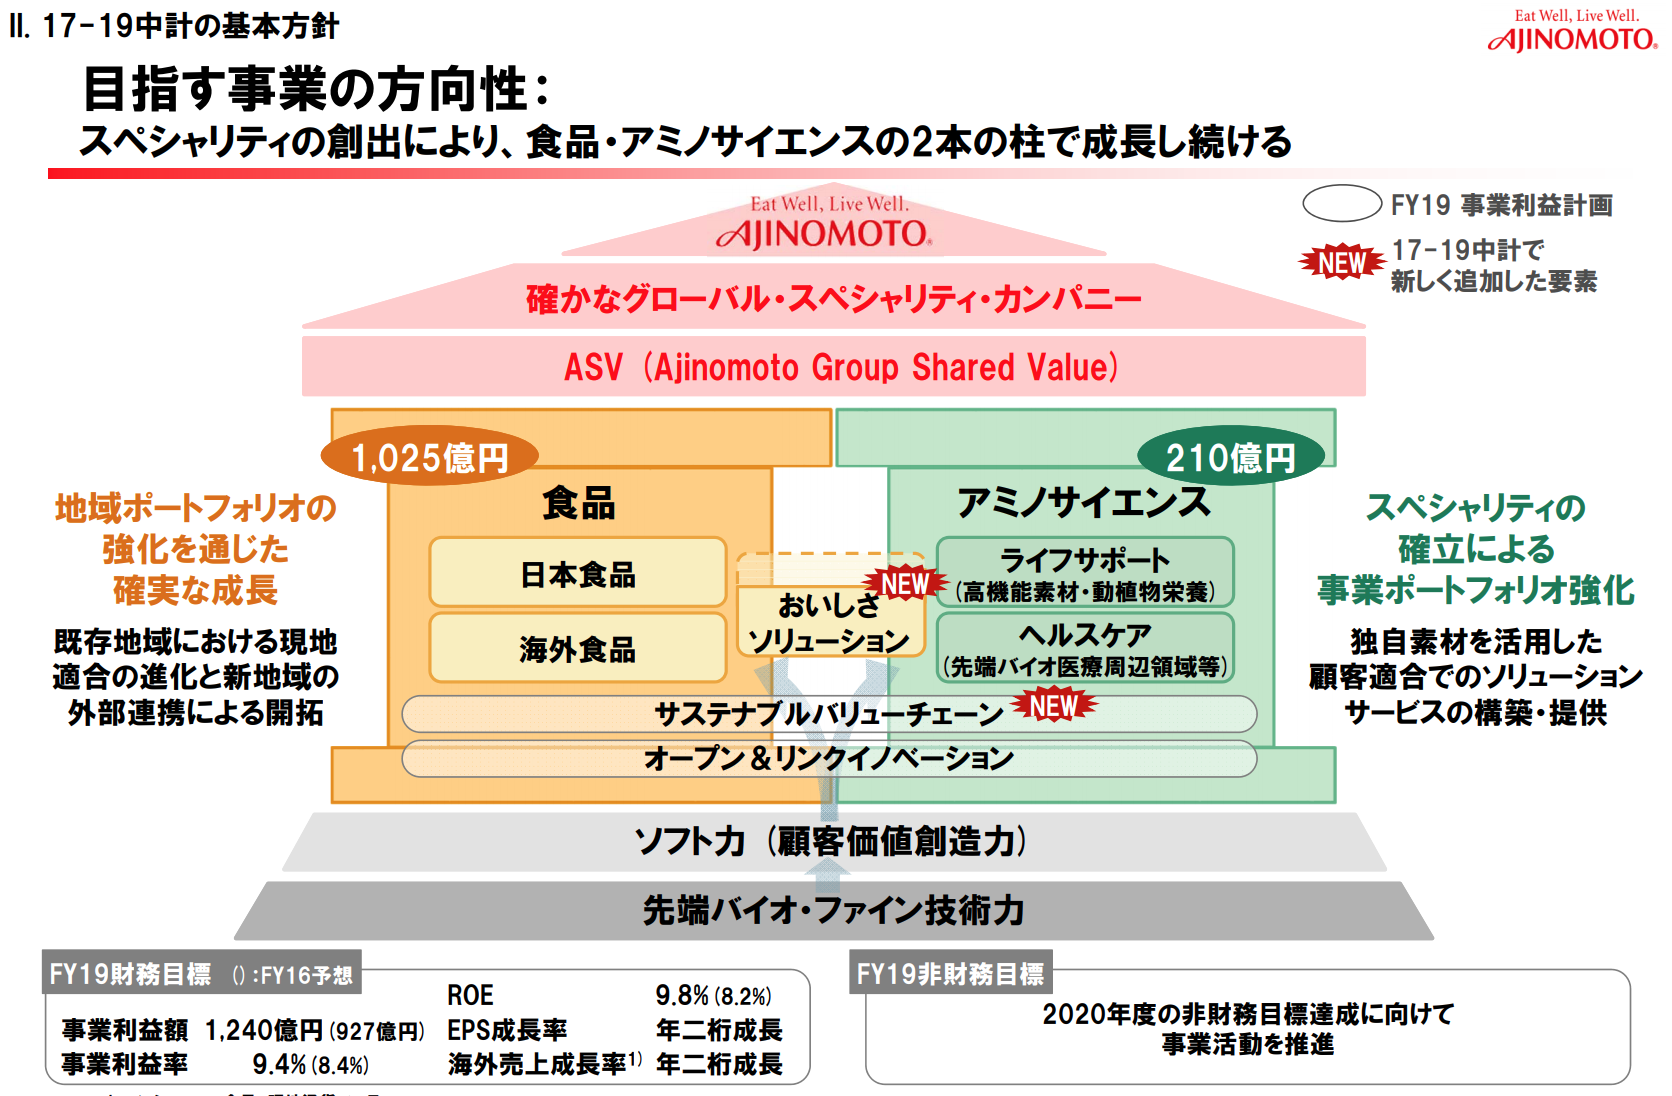 II. 17-19中計の基本方針
Eat Well, Live Well.
AJINOMOTO®
目指す事業の方向性：
スペシャリティの創出により、食品・アミノサイエンスの2本の柱で成長し続ける
Eat Well, Live Well.
AJINOMOTO®
FY19 事業利益計画
NEW
17-19中計で
新しく追加した要素
確かなグローバル・スペシャリティ・カンパニー
ASV (Ajinomoto Group Shared Value)
1,025億円
210億円
地域ポートフォリオの
強化を通じた
確実な成長
既存地域における現地
適合の進化と新地域の
外部連携による開拓
食品
日本食品
海外食品
NEW
おいしさ
ソリューション
アミノサイエンス
ライフサポート
(高機能素材・動植物栄養)
ヘルスケア
(先端バイオ医療周辺領域等)
スペシャリティの
確立による
事業ポートフォリオ強化
独自素材を活用した
顧客適合でのソリューション
サービスの構築・提供
サステナブルバリューチェーン
NEW
オープン＆リンクイノベーション
ソフト力 (顧客価値創造力)
先端バイオ・ファイン技術力
FY19財務目標 ()：FY16予想
事業利益額 1,240億円(927億円)
事業利益率 9.4%(8.4%)
ROE 9.8%(8.2%)
EPS成長率 年二桁成長
海外売上成長率1) 年二桁成長
FY19非財務目標
2020年度の非財務目標達成に向けて
事業活動を推進